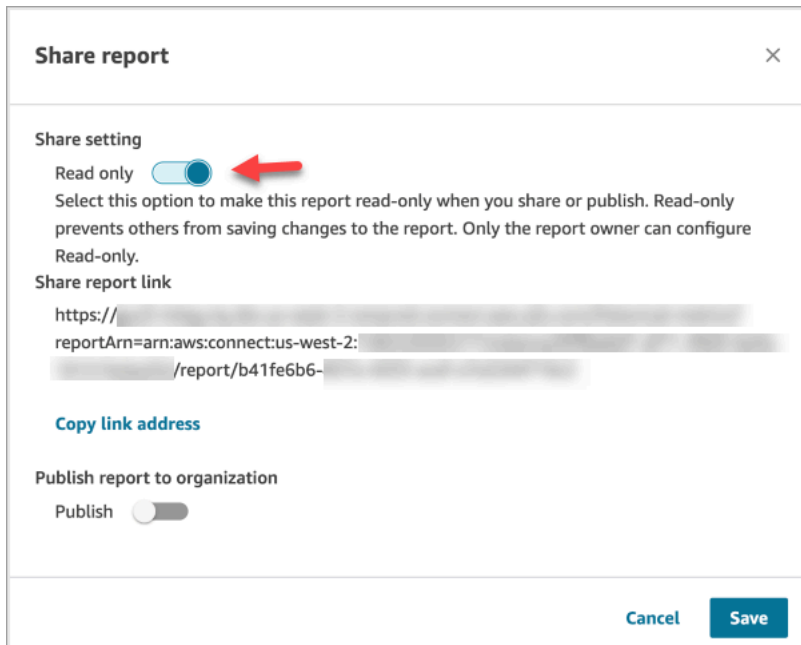 Share report
Share setting
Read only
Select this option to make this report read-only when you share or publish. Read-only
prevents others from saving changes to the report. Only the report owner can configure
Read-only.
Share report link
https://
reportArn=arn:aws:connect:us-west-2:
/report/b41fe6b6-
Copy link address
Publish report to organization
Publish
Cancel
Save